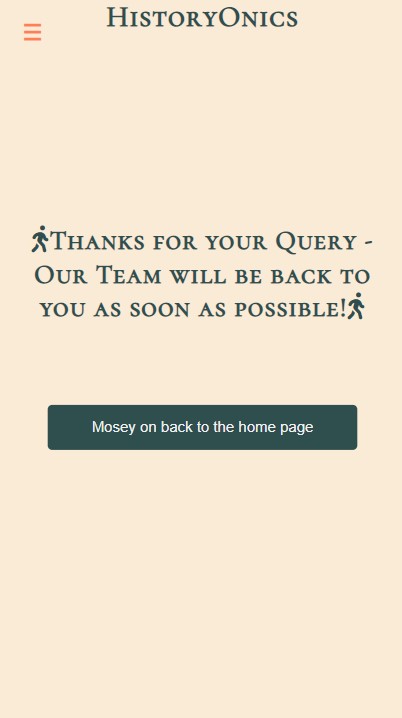 HistoryOnics
Thanks for your Query -
Our Team will be back to
you as soon as possible!
Mosey on back to the home page